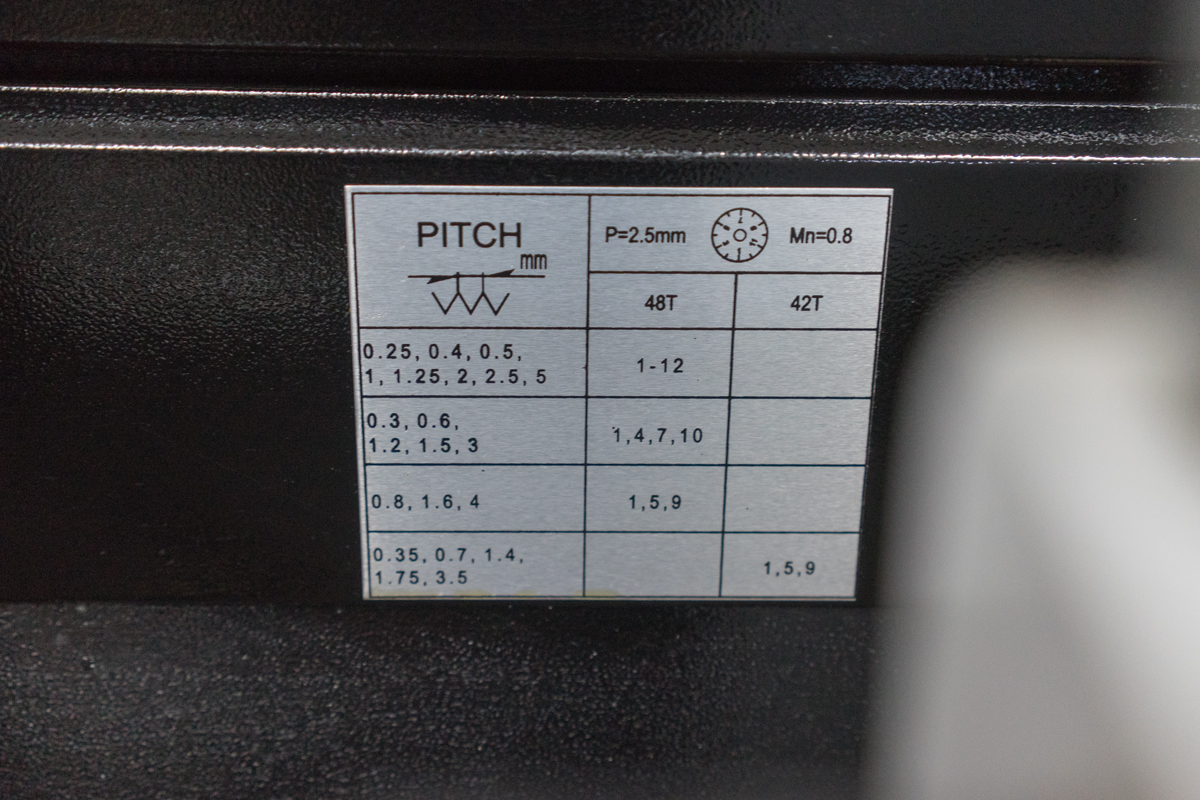 PITCH
mm
P=2.5mm Mn=0.8
48T 42T
0.25, 0.4, 0.5,
1, 1.25, 2, 2.5, 5
1-12
0.3, 0.6,
1.2, 1.5, 3
1,4,7,10
0.8, 1.6, 4
1,5,9
0.35, 0.7, 1.4,
1.75, 3.5
1,5,9